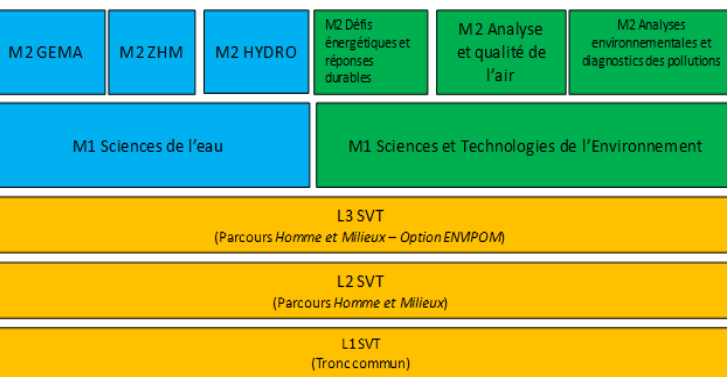 M2 GEMA
M2 ZHM
M2 HYDRO
M2 Défis
énergétiques et
réponses
durables
M2 Analyse
et qualité de
l'air
M2 Analyses
environnementales et
diagnostics des pollutions
M1 Sciences de l'eau
M1 Sciences et Technologies de l'Environnement
L3 SVT
(Parcours Homme et Milieux – Option ENVIPOM)
L2 SVT
(Parcours Homme et Milieux)
L1 SVT
(Tronc commun)